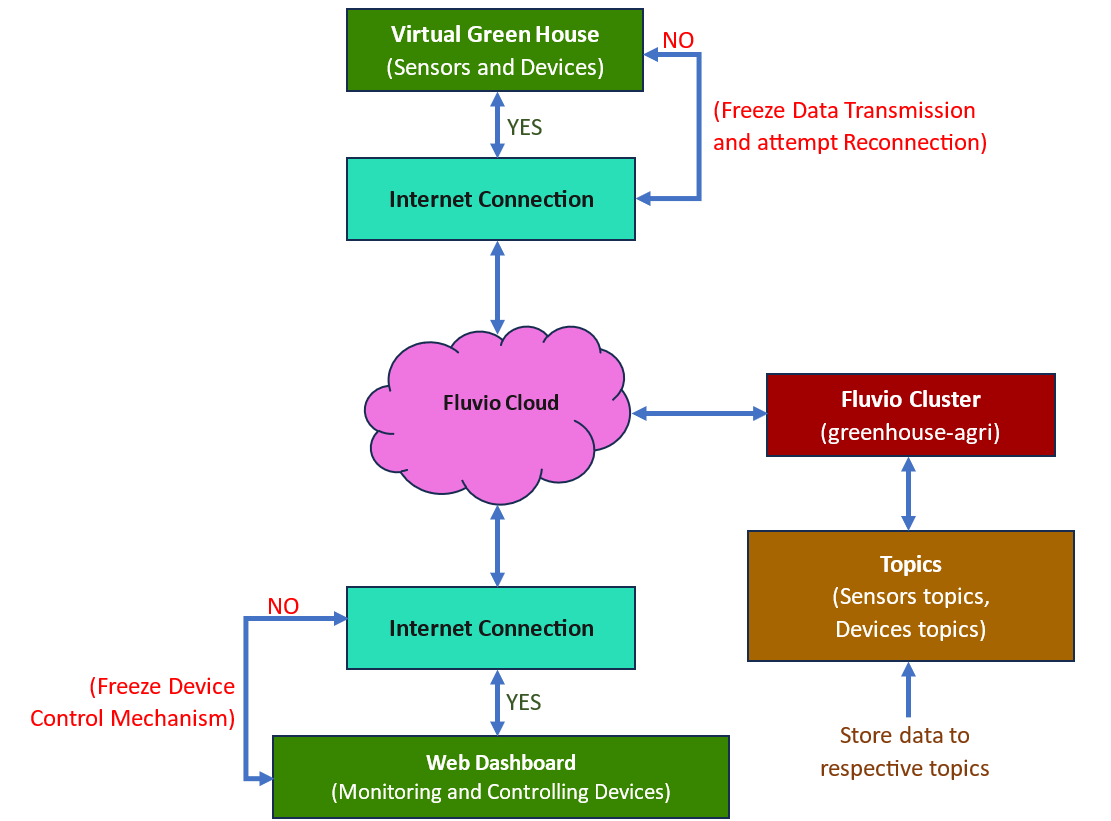 Virtual Green House
(Sensors and Devices)
NO
(Freeze Data Transmission
and attempt Reconnection)
YES
Internet Connection
Fluvio Cloud
Fluvio Cluster
(greenhouse-agri)
Topics
(Sensors topics,
Devices topics)
Store data to
respective topics
Internet Connection
NO
(Freeze Device
Control Mechanism)
YES
Web Dashboard
(Monitoring and Controlling Devices)